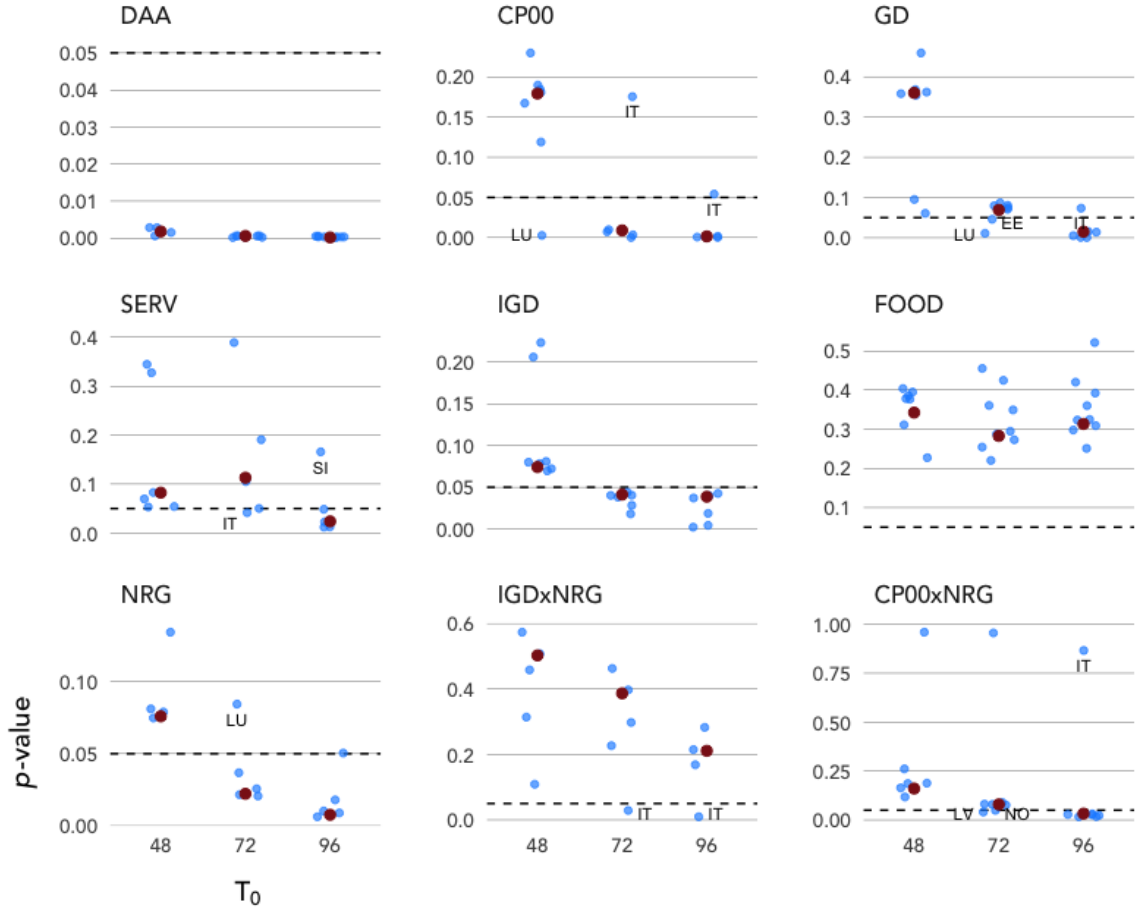 DAA CP00 GD
0.05
0.04
0.03
0.02
0.01
0.00
0.20
0.15
0.10
0.05
0.00
IT
IT
LU
0.4
0.3
0.2
0.1
0.0
LU
EE
IT
SERV IGD FOOD
0.4
0.3
0.2
0.1
0.0
IT
SI
0.20
0.15
0.10
0.05
0.00
0.5
0.4
0.3
0.2
0.1
NRG IGDxNRG CP00xNRG
p-value
0.10
0.05
0.00
LU
48 72 96
T0
0.6
0.4
0.2
0.0
IT
IT
48 72 96
1.00
0.75
0.50
0.25
0.00
IT
LV
NO
48 72 96